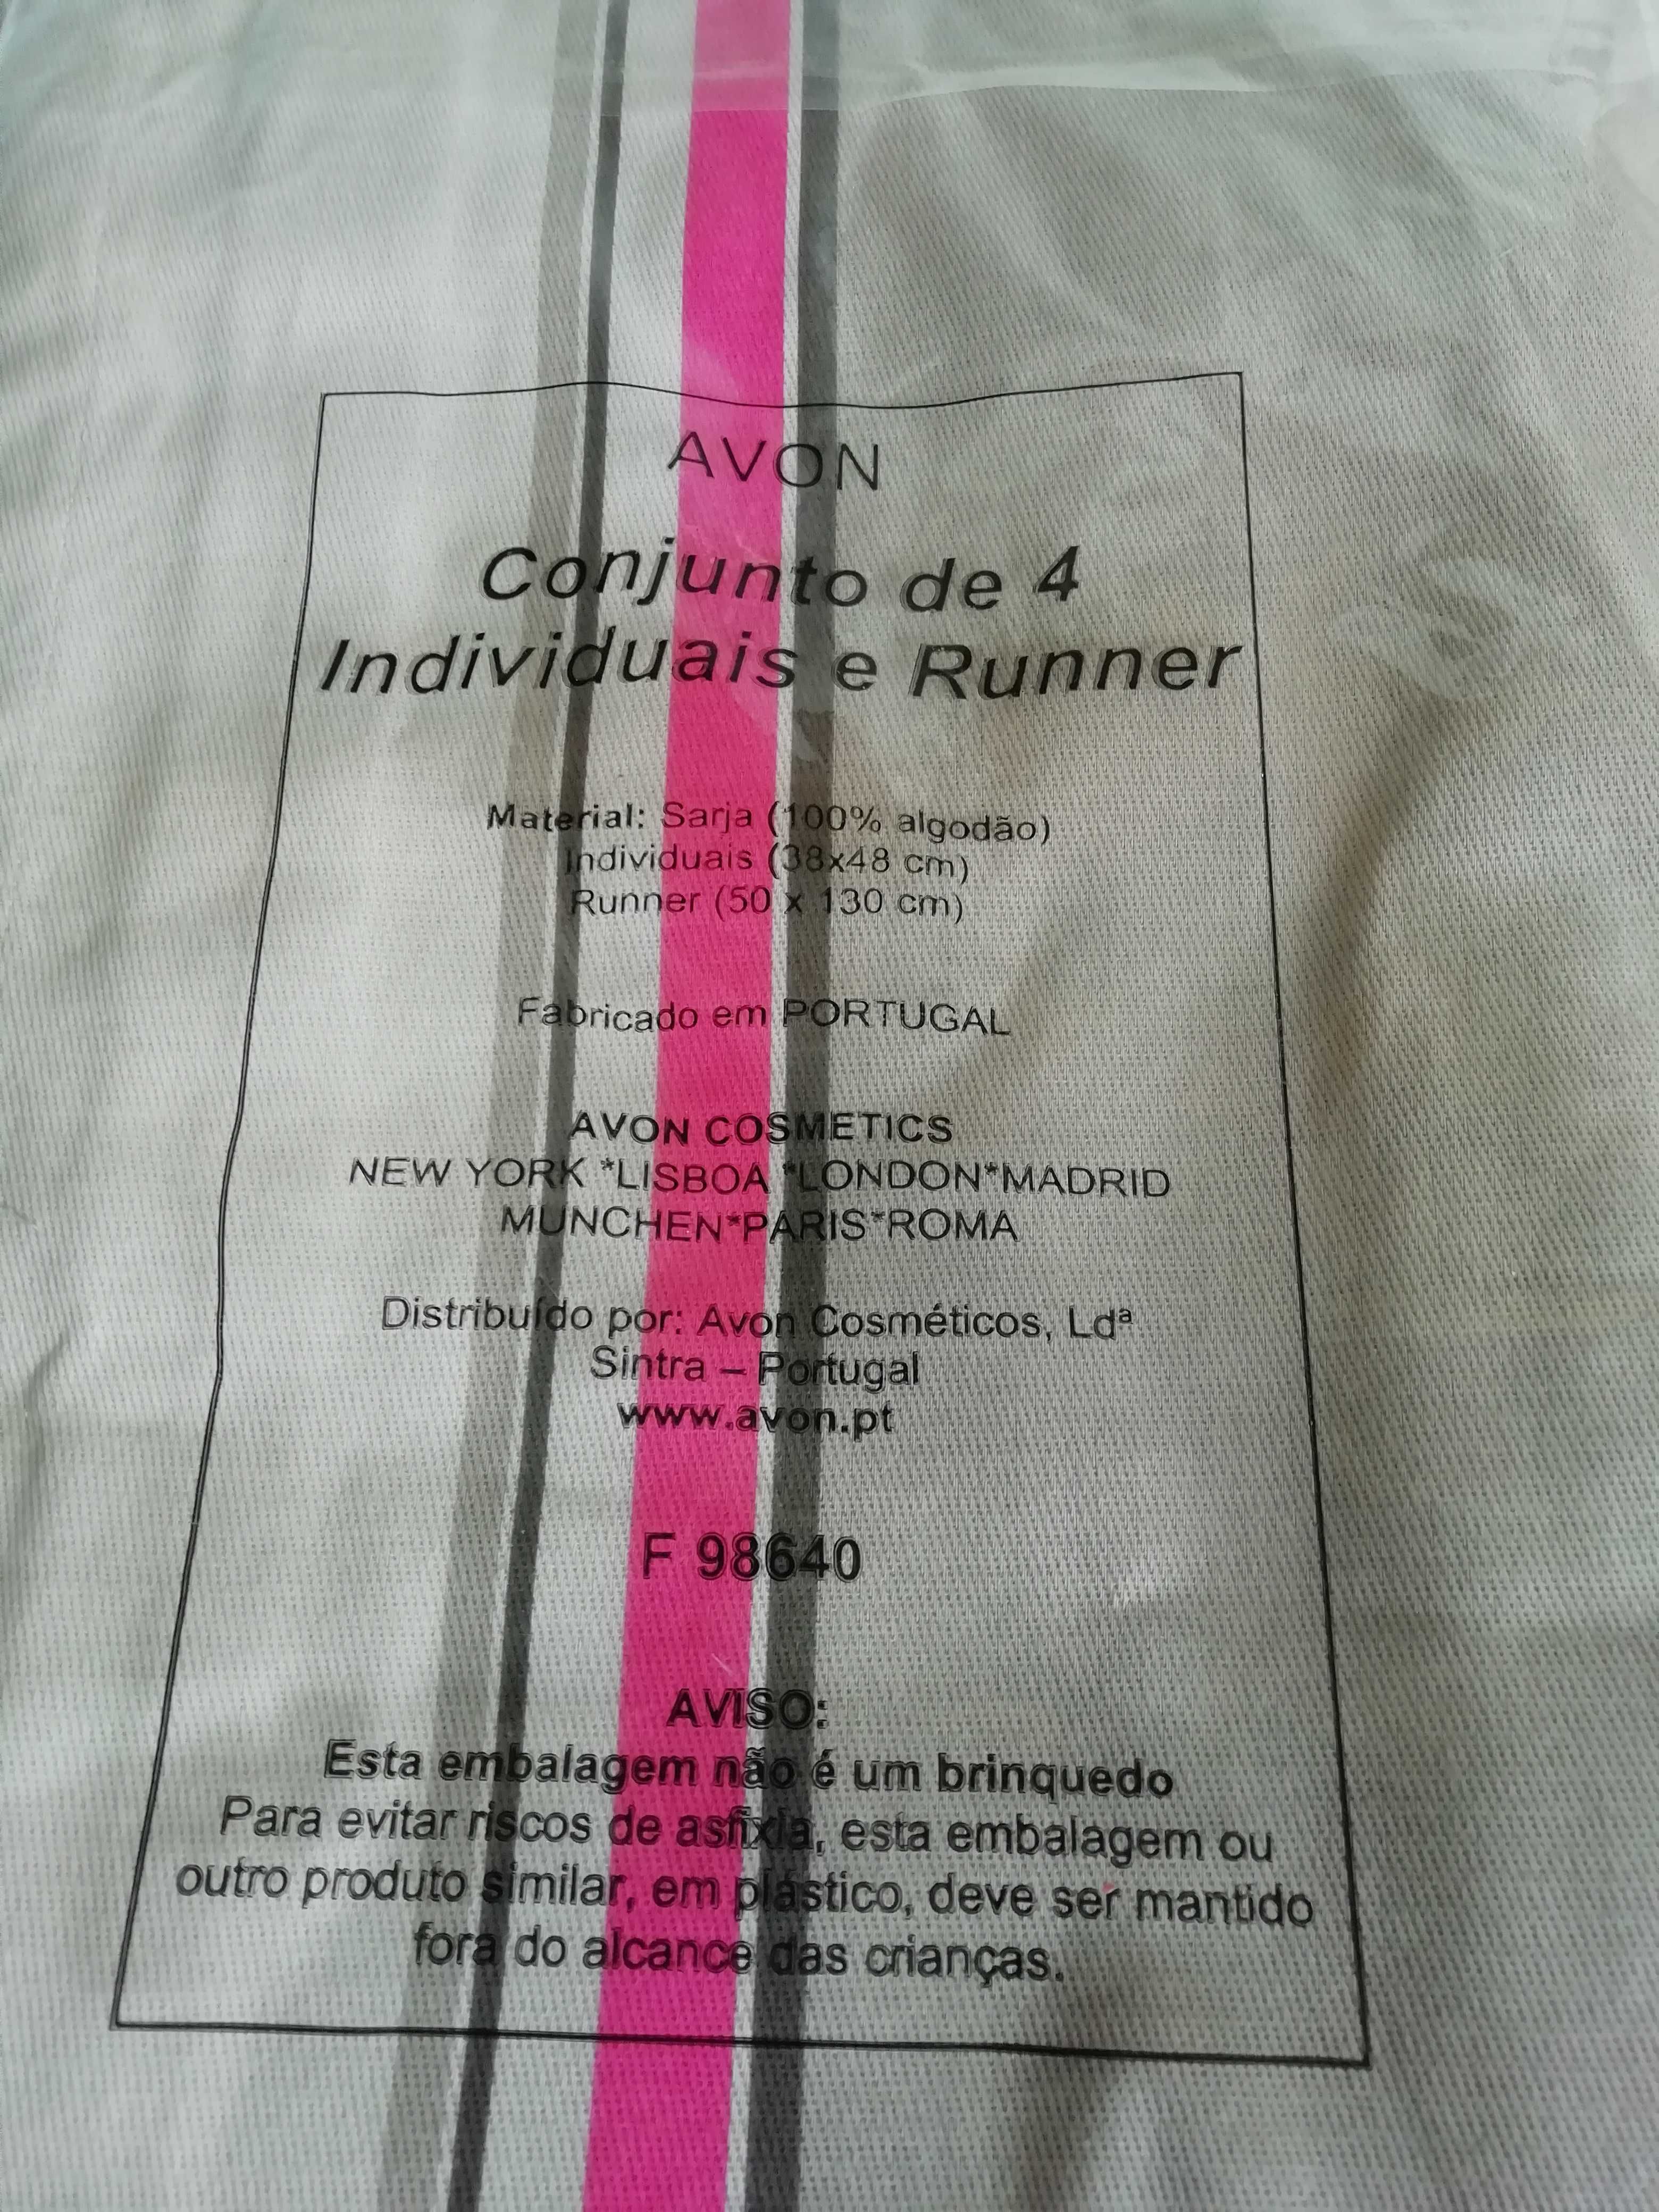 AVON
Conjunto de 4
Individuais e Runner
Material: Sarja (100% algodão)
Individuais (38x48 cm)
Runner (50 x 130 cm)
Fabricado em PORTUGAL
AVON COSMETICS
NEW YORK *LISBOA *LONDON*MADRID
MUNCHEN*PARIS*ROMA
Distribuído por: Avon Cosméticos, Ldª
Sintra – Portugal
www.avon.pt
F 98640
AVISO:
Esta embalagem não é um brinquedo
Para evitar riscos de asfixia, esta embalagem ou
outro produto similar, em plástico, deve ser mantido
fora do alcance das crianças.